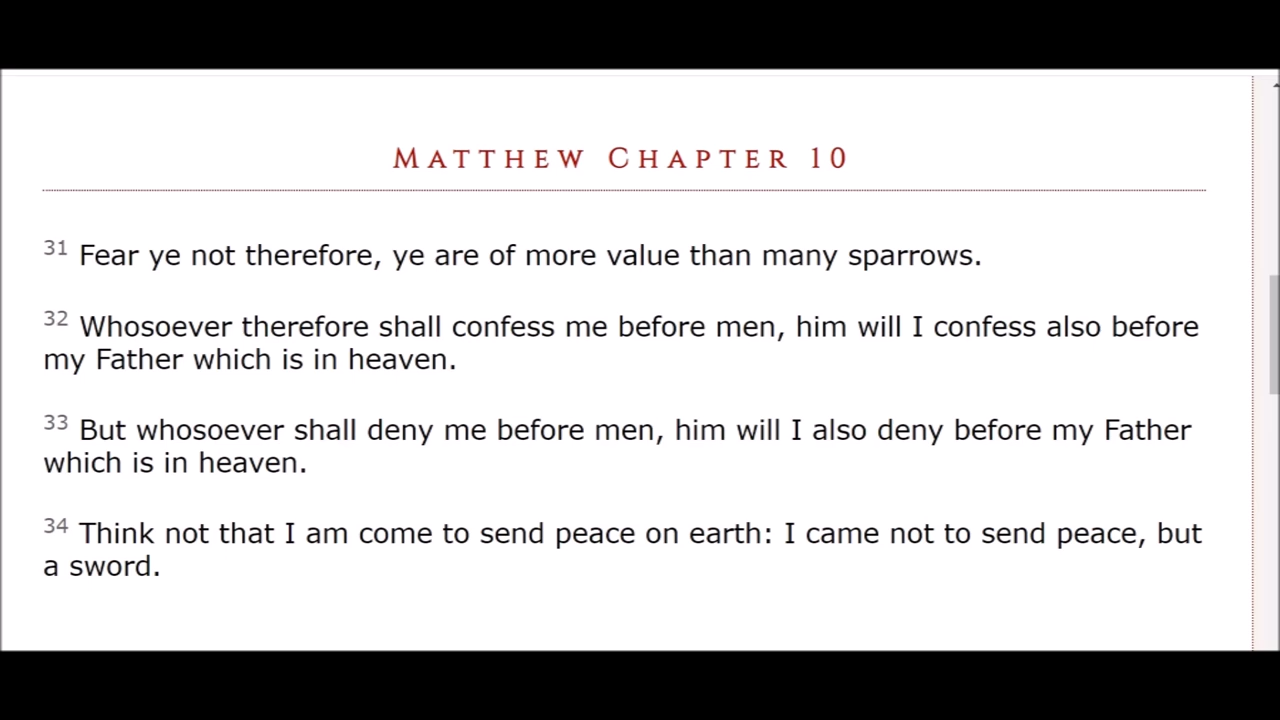 MATTHEW CHAPTER 10
31 Fear ye not therefore, ye are of more value than many sparrows.
32 Whosoever therefore shall confess me before men, him will I confess also before
my Father which is in heaven.
33 But whosoever shall deny me before men, him will I also deny before my Father
which is in heaven.
34 Think not that I am come to send peace on earth: I came not to send peace, but
a sword.